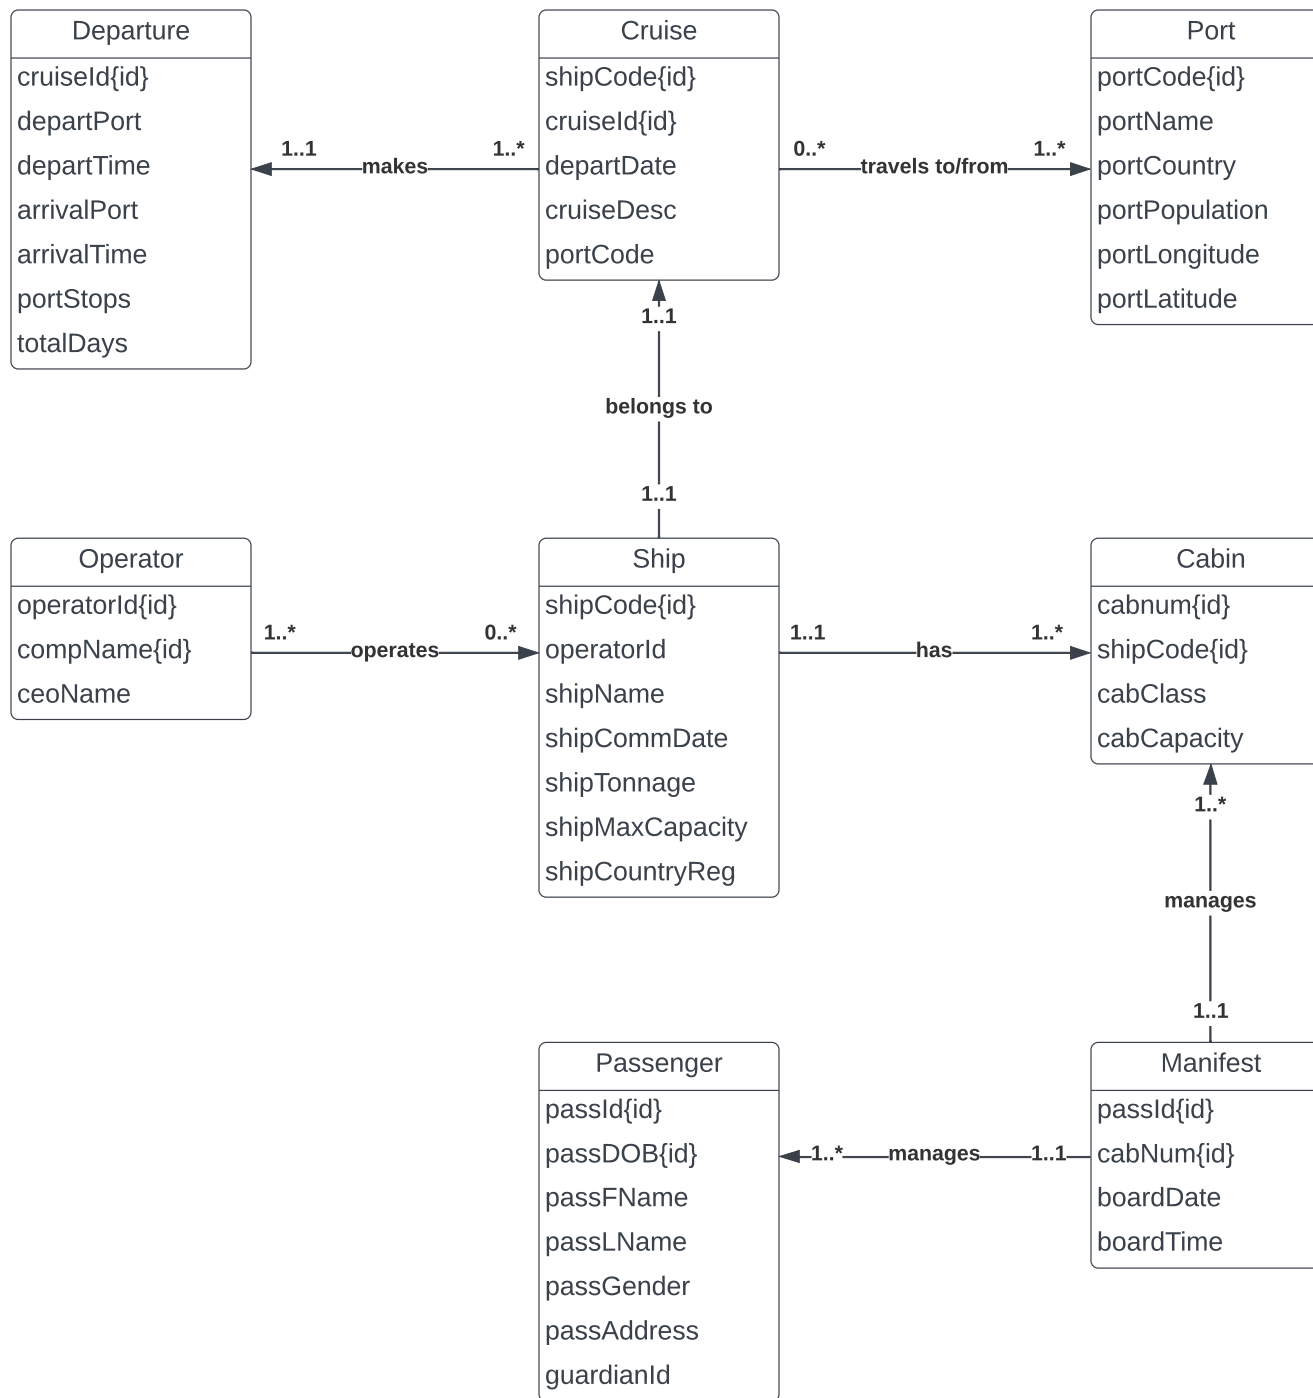 Departure
cruiseId{id}
departPort
departTime
arrivalPort
arrivalTime
portStops
totalDays
1..1
makes
1..*
Cruise
shipCode{id}
cruiseId{id}
departDate
cruiseDesc
portCode
0..*
travels to/from
1..*
Port
portCode{id}
portName
portCountry
portPopulation
portLongitude
portLatitude
1..1
belongs to
1..1
Operator
operatorId{id}
compName{id}
ceoName
1..*
operates
0..*
Ship
shipCode{id}
operatorId
shipName
shipCommDate
shipTonnage
shipMaxCapacity
shipCountryReg
1..1
has
1..*
Cabin
cabnum{id}
shipCode{id}
cabClass
cabCapacity
1..*
manages
1..1
Passenger
passId{id}
passDOB{id}
passFName
passLName
passGender
passAddress
guardianId
1..*
manages
1..1
Manifest
passId{id}
cabNum{id}
boardDate
boardTime